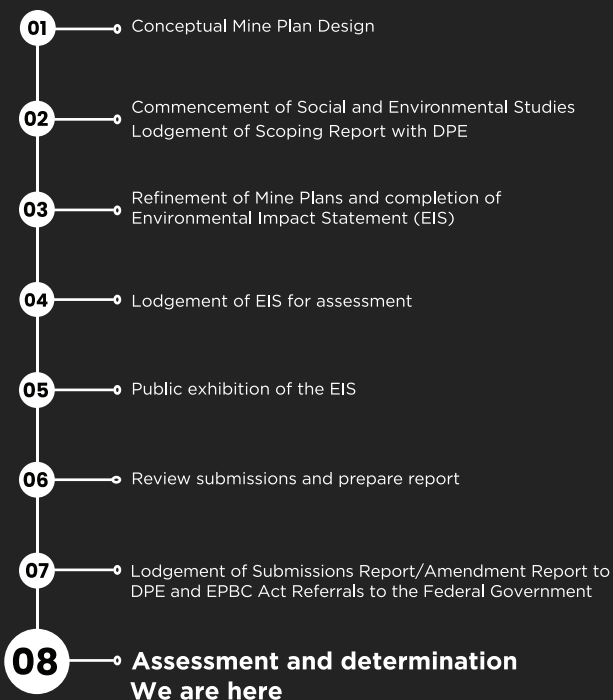 01
Conceptual Mine Plan Design
02
Commencement of Social and Environmental Studies
Lodgement of Scoping Report with DPE
03
Refinement of Mine Plans and completion of
Environmental Impact Statement (EIS)
04
Lodgement of EIS for assessment
05
Public exhibition of the EIS
06
Review submissions and prepare report
07
Lodgement of Submissions Report/Amendment Report to
DPE and EPBC Act Referrals to the Federal Government
08
Assessment and determination
We are here